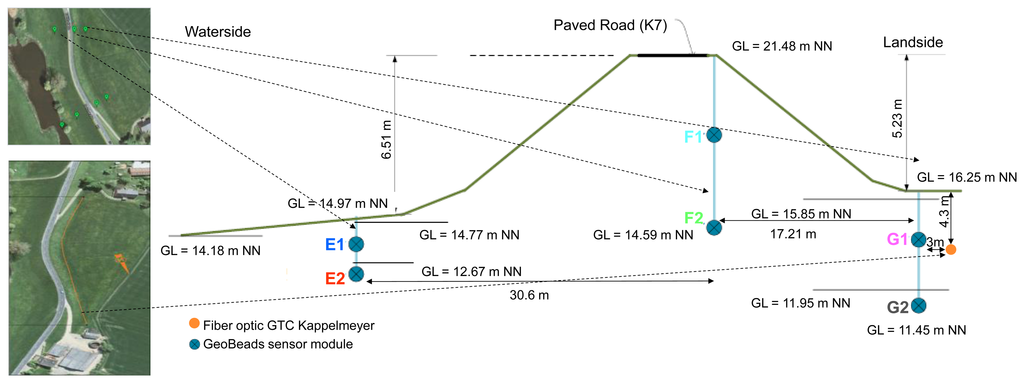 Waterside
Paved Road (K7)
GL = 21.48 m NN
Landside
6.51 m
5.23 m
F1
GL = 14.97 m NN
GL = 16.25 m NN
4.3 m
F2
GL = 15.85 m NN
GL = 14.77 m NN
GL = 14.59 m NN
17.21 m
G1
3m
E1
GL = 14.18 m NN
E2
GL = 12.67 m NN
30.6 m
GL = 11.95 m NN
G2
Fiber optic GTC Kappelmeyer
GL = 11.45 m NN
GeoBeads sensor module